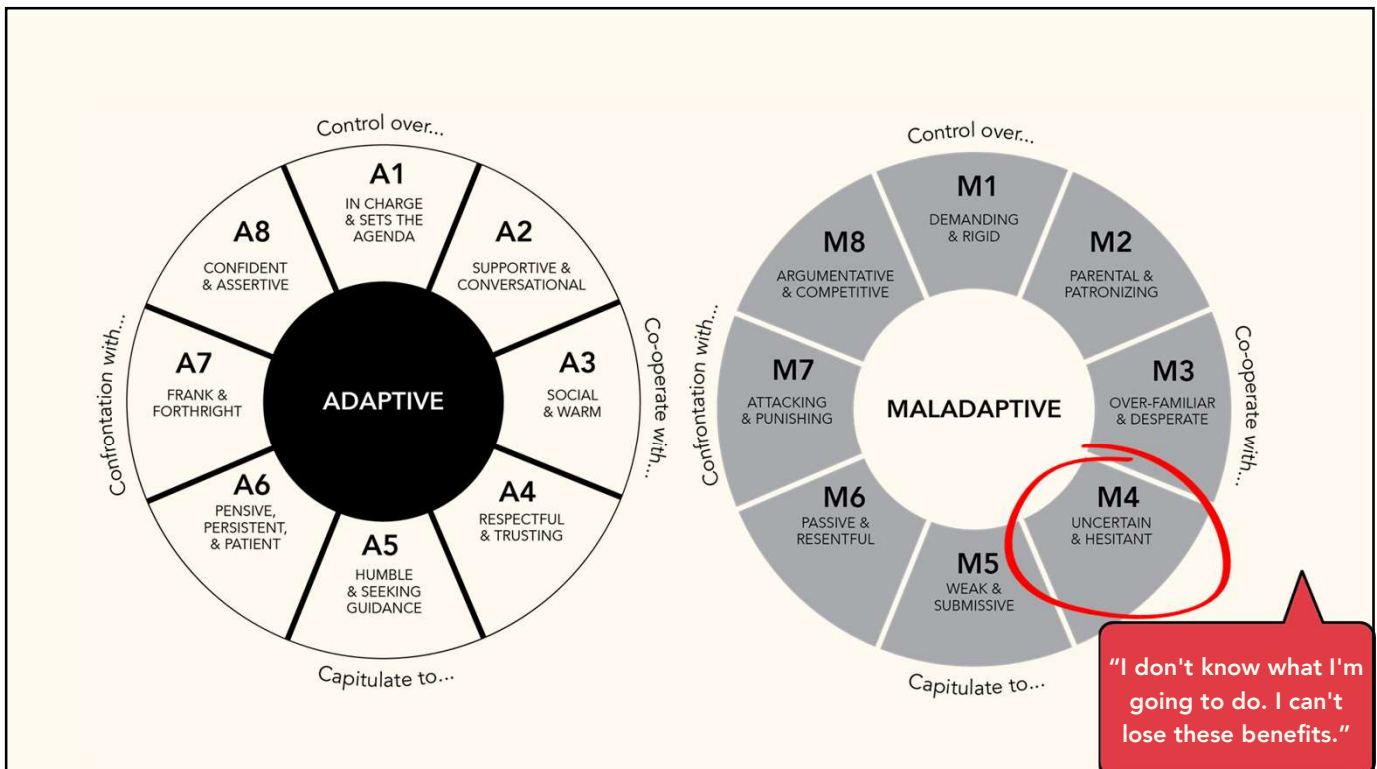 Control over...
A1
IN CHARGE
& SETS THE
AGENDA
A2
SUPPORTIVE &
CONVERSATIONAL
A3
SOCIAL
& WARM
A4
RESPECTFUL
& TRUSTING
A5
HUMBLE
& SEEKING
GUIDANCE
A6
PENSIVE,
PERSISTENT,
& PATIENT
A7
FRANK &
FORTHRIGHT
A8
CONFIDENT
& ASSERTIVE
ADAPTIVE
Co-operate with...
Capitulate to...
Confrontation with...
Control over...
M1
DEMANDING
& RIGID
M2
PARENTAL &
PATRONIZING
M3
OVER-FAMILIAR
& DESPERATE
M4
UNCERTAIN
& HESITANT
M5
WEAK &
SUBMISSIVE
M6
PASSIVE &
RESENTFUL
M7
ATTACKING
& PUNISHING
M8
ARGUMENTATIVE
& COMPETITIVE
MALADAPTIVE
Co-operate with...
Capitulate to...
Confrontation with...
“I don't know what I'm
going to do. I can't
lose these benefits.”